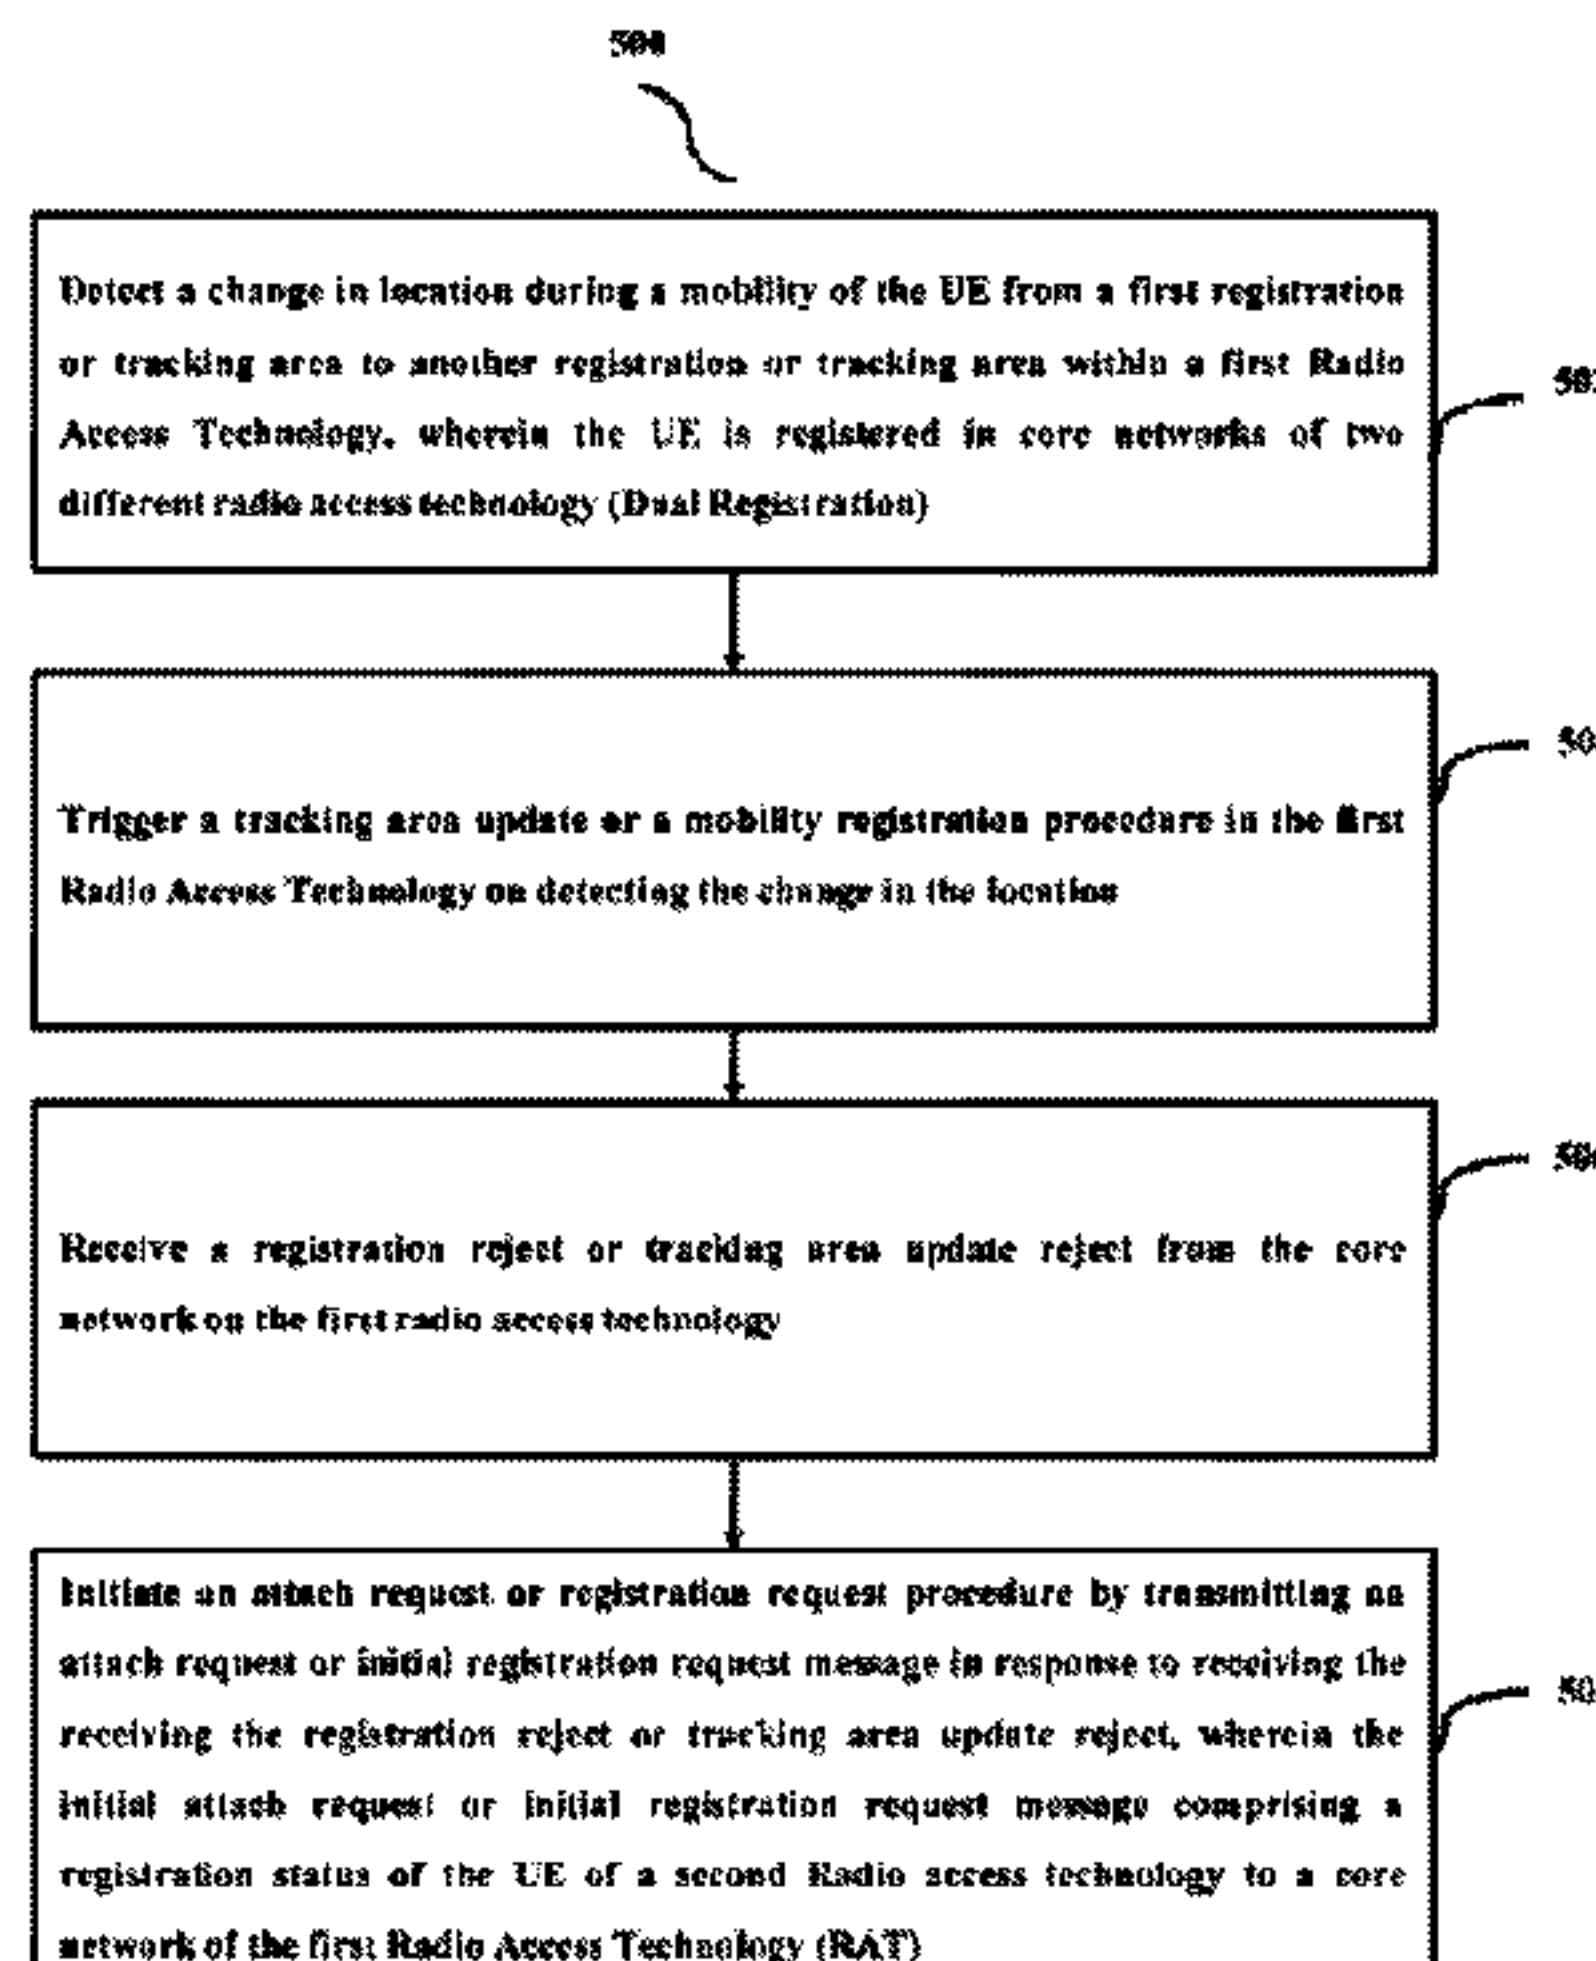 500
Detect a change in location during a mobility of the UE from a first registration
or tracking area to another registration or tracking area within a first Radio
Access Technology, wherein the UE is registered in core networks of two
different radio access technology (Dual Registration)
Trigger a tracking area update or a mobility registration procedure in the first
Radio Access Technology on detecting the change in the location
50
Receive a registration reject or tracking area update reject from the core
network on the first radio access technology
Initiate an attach request or registration request procedure by transmitting an
attach request or initial registration request message in response to receiving the
receiving the registration reject or tracking area update reject, wherein the
initial attach request or initial registration request message comprising a
registration status of the UE of a second Radio access technology to a core
network of the first Radio Access Technology (RAT)
50